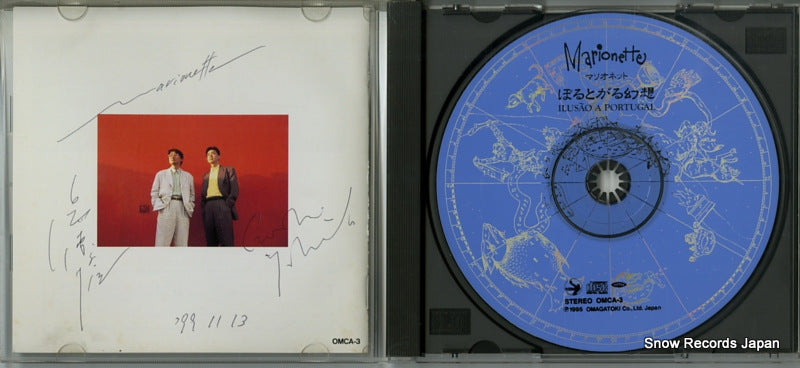 Marionette
'99 11 13
OMCA-3
Marionette
マリオネット
ぽるとがる幻想
ILUSÃO A PORTUGAL
STEREO OMCA-3
Ⓟ1995 OMAGATOKI Co., Ltd. Japan
Snow Records Japan